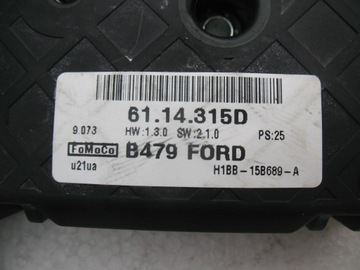 61.14.315D
9.073 HW:1.3.0 SW:2.1.0 PS:25
FoMoCo B479 FORD
u21ua H1BB-15B689-A